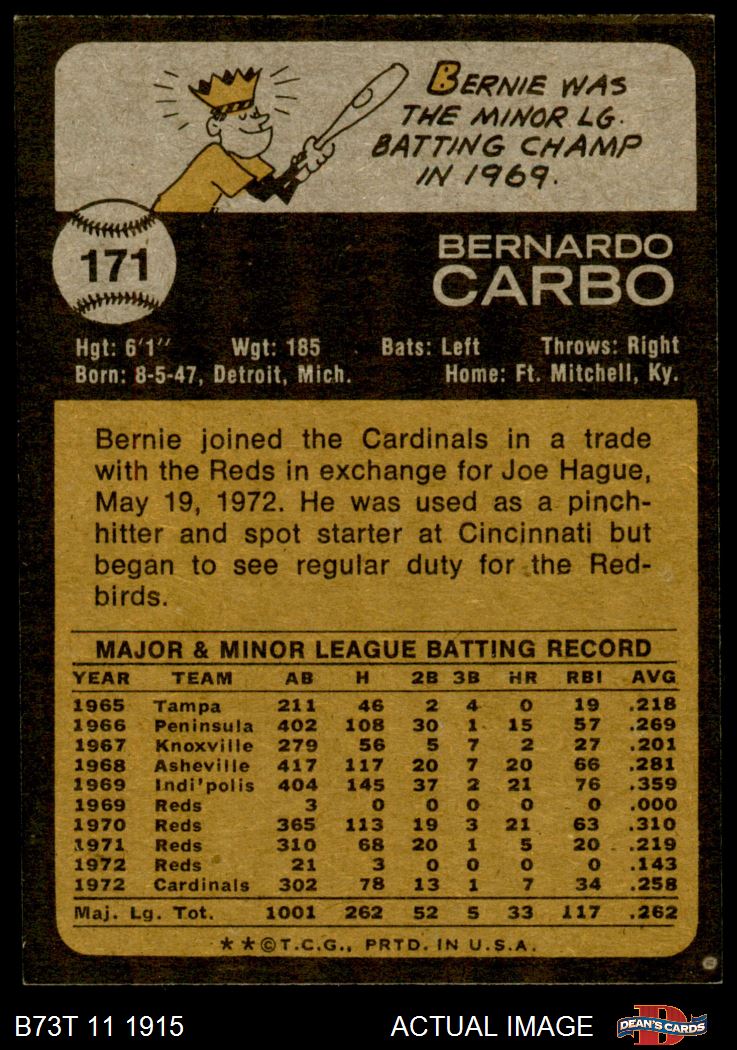 BERNIE WAS
THE MINOR LG.
BATTING CHAMP
IN 1969.
171
BERNARDO
CARBO
Hgt: 6'1" Wgt: 185 Bats: Left Throws: Right
Born: 8-5-47, Detroit, Mich. Home: Ft. Mitchell, Ky.
Bernie joined the Cardinals in a trade
with the Reds in exchange for Joe Hague,
May 19, 1972. He was used as a pinch-
hitter and spot starter at Cincinnati but
began to see regular duty for the Red-
birds.
MAJOR & MINOR LEAGUE BATTING RECORD
YEAR TEAM AB H 2B 3B HR RBI AVG
1965 Tampa 211 46 2 4 0 19 .218
1966 Peninsula 402 108 30 1 15 57 .269
1967 Knoxville 279 56 5 7 2 27 .201
1968 Asheville 417 117 20 7 20 66 .281
1969 Indi'polis 404 145 37 2 21 76 .359
1969 Reds 3 0 0 0 0 0 .000
1970 Reds 365 113 19 3 21 63 .310
1971 Reds 310 68 20 1 5 20 .219
1972 Reds 21 3 0 0 0 0 .143
1972 Cardinals 302 78 13 1 7 34 .258
Maj. Lg. Tot. 1001 262 52 5 33 117 .262
★★©T.C.G., PRTD. IN U.S.A.
B73T 11 1915 ACTUAL IMAGE DEAN'S CARDS